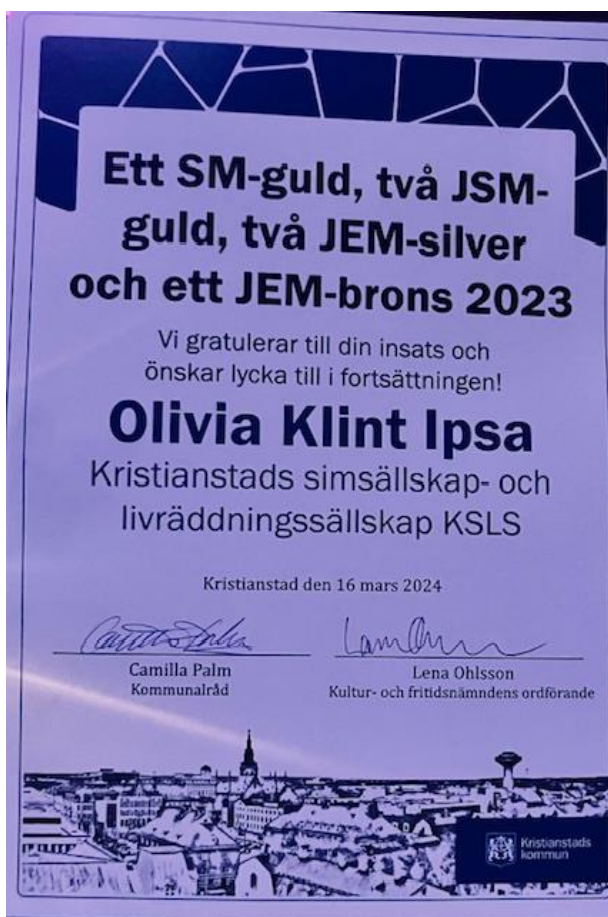 Ett SM-guld, två JSM-
guld, två JEM-silver
och ett JEM-brons 2023
Vi gratulerar till din insats och
önskar lycka till i fortsättningen!
Olivia Klint Ipsa
Kristianstads simsällskap- och
livräddningssällskap KSLS
Kristianstad den 16 mars 2024
Camilla Palm
Kommunalråd
Lena Ohlsson
Kultur- och fritidsnämndens ordförande
Kristianstads
kommun